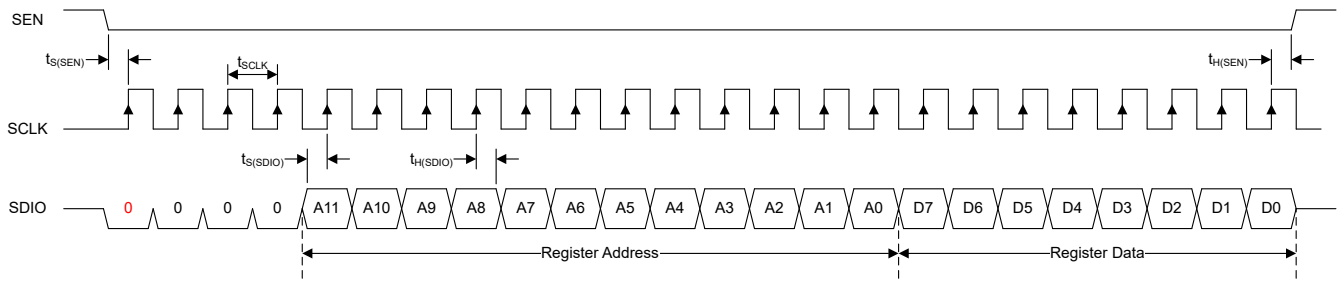 SEN
tS(SEN) tSCLK tH(SEN)
SCLK
tS(SDIO) tH(SDIO)
SDIO 0 0 0 0 A11 A10 A9 A8 A7 A6 A5 A4 A3 A2 A1 A0 D7 D6 D5 D4 D3 D2 D1 D0
Register Address Register Data